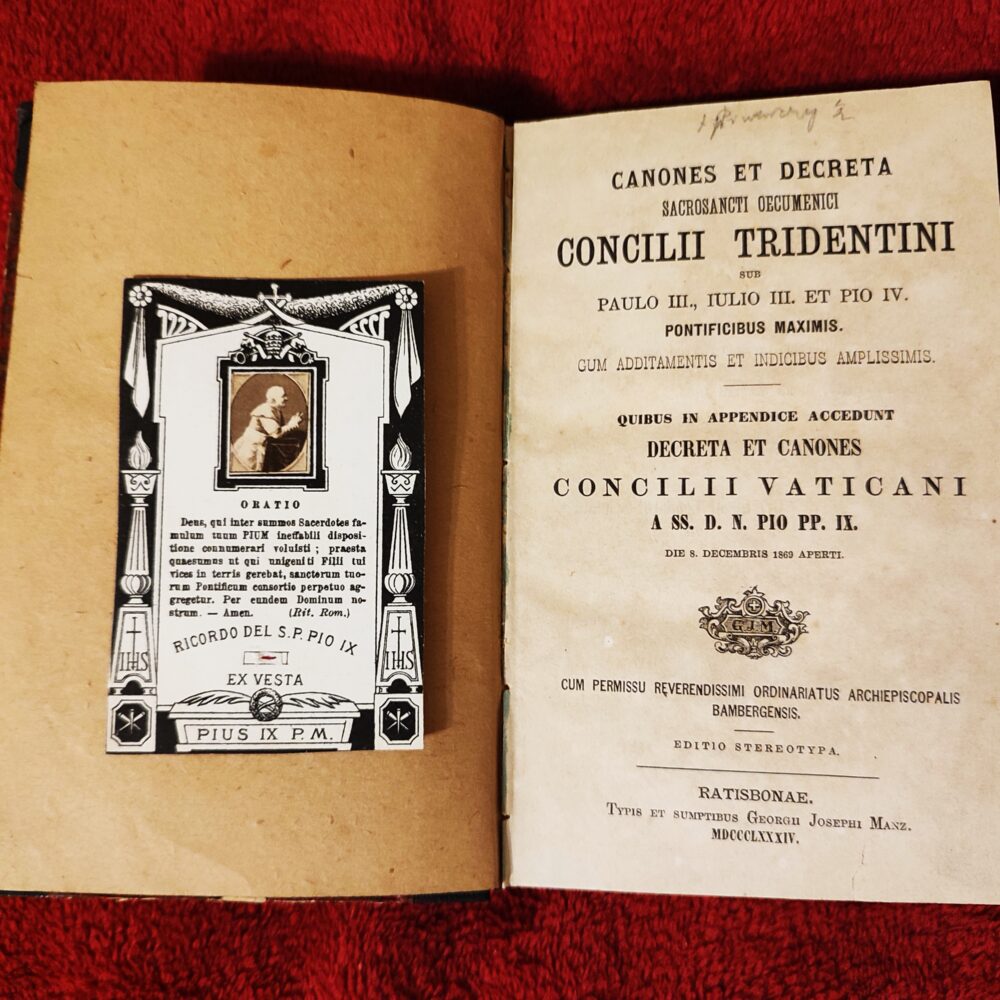 ORATIO
Deus, qui inter summos Sacerdotes fa-
mulum tuum PIUM ineffabili disposi-
tione connumerari voluisti ; praesta
quaesumus ut qui unigeniti Filii tui
vices in terris gerebat, sanctorum tuo-
rum Pontificum consortio perpetuo ag-
gregetur. Per eundem Dominum no-
strum. — Amen. (Rit. Rom.)
RICORDO DEL S.P. PIO IX
EX VESTA
IHS
IHS
PIUS IX P.M.
CANONES ET DECRETA
SACROSANCTI OECUMENICI
CONCILII TRIDENTINI
SUB
PAULO III., IULIO III. ET PIO IV.
PONTIFICIBUS MAXIMIS.
CUM ADDITAMENTIS ET INDICIBUS AMPLISSIMIS.
QUIBUS IN APPENDICE ACCEDUNT
DECRETA ET CANONES
CONCILII VATICANI
A SS. D. N. PIO PP. IX.
DIE 8. DECEMBRIS 1869 APERTI.
G.J.M.
CUM PERMISSU REVERENDISSIMI ORDINARIATUS ARCHIEPISCOPALIS
BAMBERGENSIS.
EDITIO STEREOTYPA.
RATISBONAE.
TYPIS ET SUMPTIBUS GEORGII JOSEPHI MANZ.
MDCCCLXXXIV.